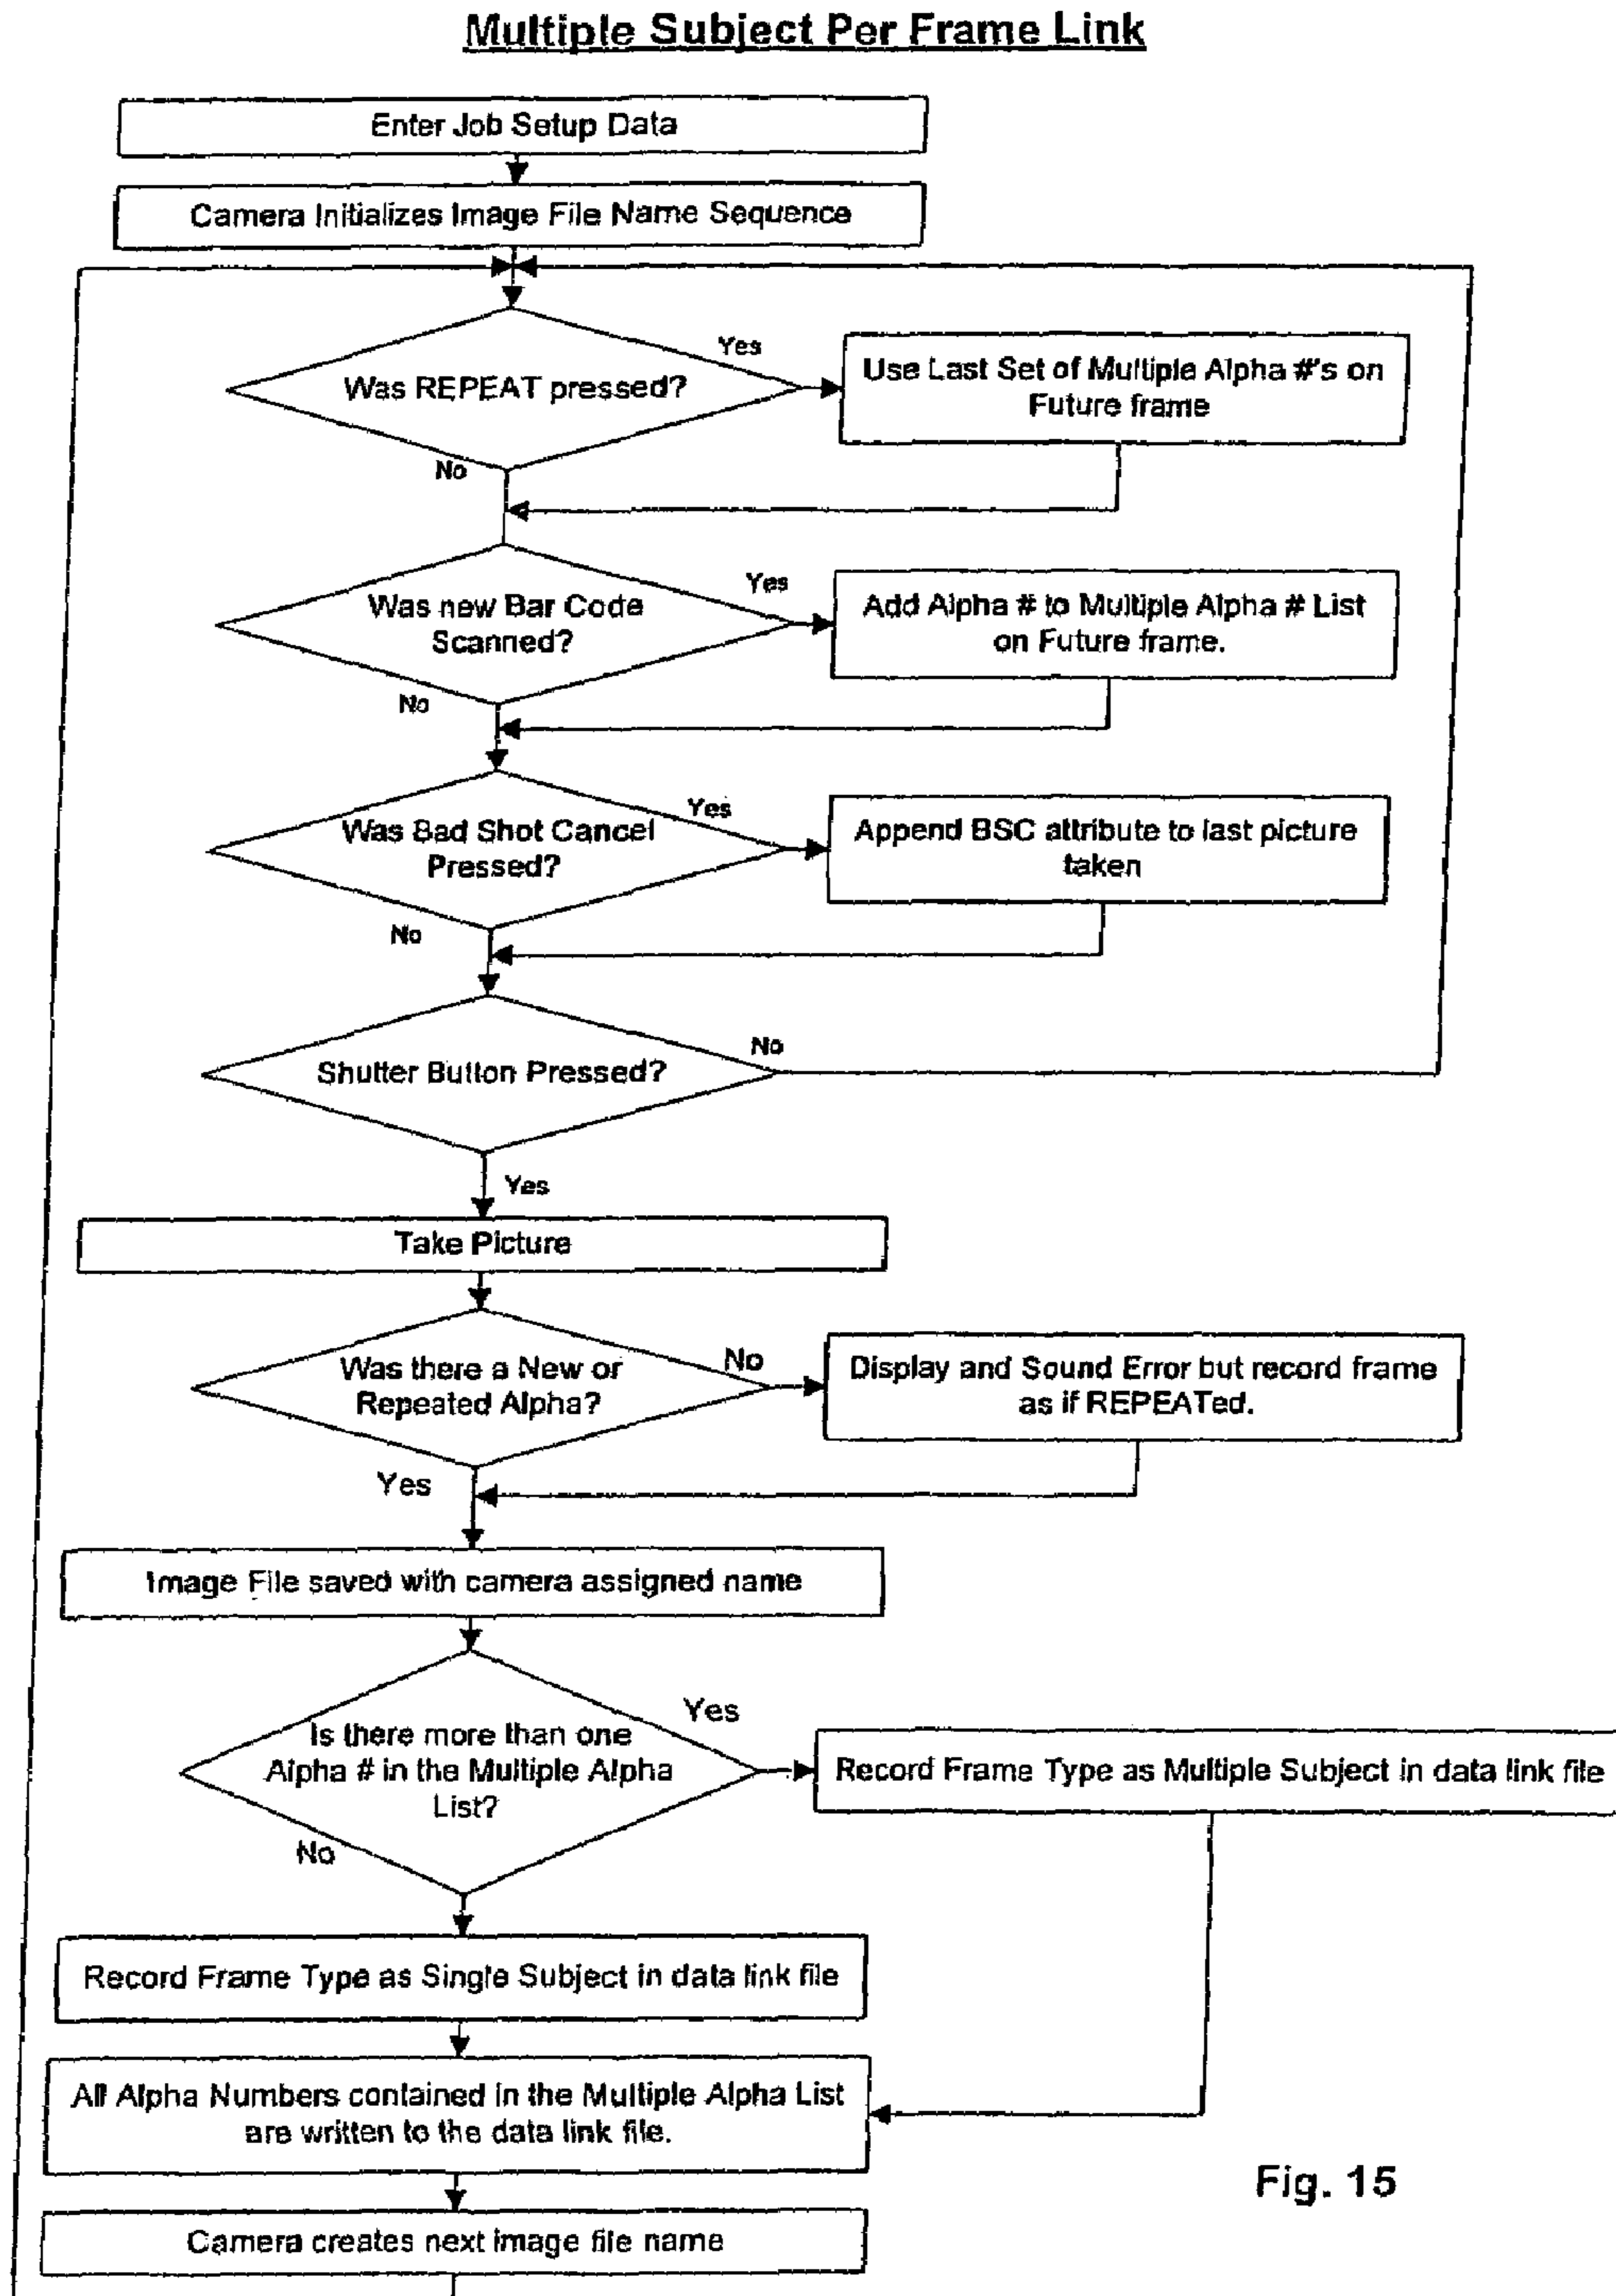 Multiple Subject Per Frame Link
Enter Job Setup Data
Camera Initializes Image File Name Sequence
Was REPEAT pressed?
Yes
Use Last Set of Multiple Alpha #'s on
Future frame
No
Was new Bar Code
Scanned?
Yes
Add Alpha # to Multiple Alpha # List
on Future frame.
No
Was Bad Shot Cancel
Pressed?
Yes
Append BSC attribute to last picture
taken
No
Shutter Button Pressed?
No
Yes
Take Picture
Was there a New or
Repeated Alpha?
No
Display and Sound Error but record frame
as if REPEATed.
Yes
Image File saved with camera assigned name
Is there more than one
Alpha # in the Multiple Alpha
List?
Yes
Record Frame Type as Multiple Subject in data link file
No
Record Frame Type as Single Subject in data link file
All Alpha Numbers contained in the Multiple Alpha List
are written to the data link file.
Camera creates next image file name
Fig. 15